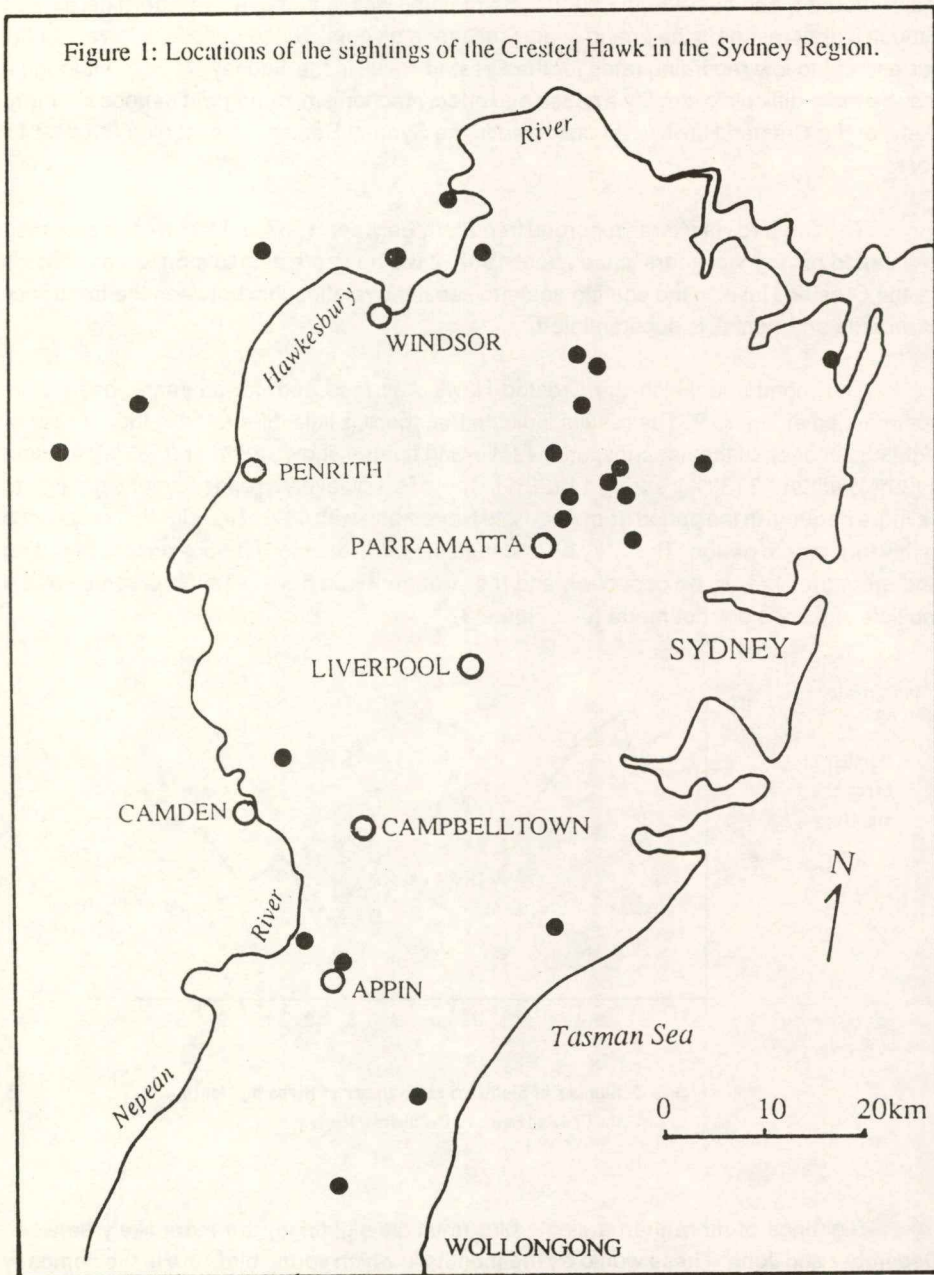 Figure 1: Locations of the sightings of the Crested Hawk in the Sydney Region.
River
Hawkesbury
WINDSOR
PENRITH
PARRAMATTA
SYDNEY
LIVERPOOL
CAMDEN
CAMPBELLTOWN
N
River
APPIN
Tasman Sea
Nepean
0 10 20km
WOLLONGONG